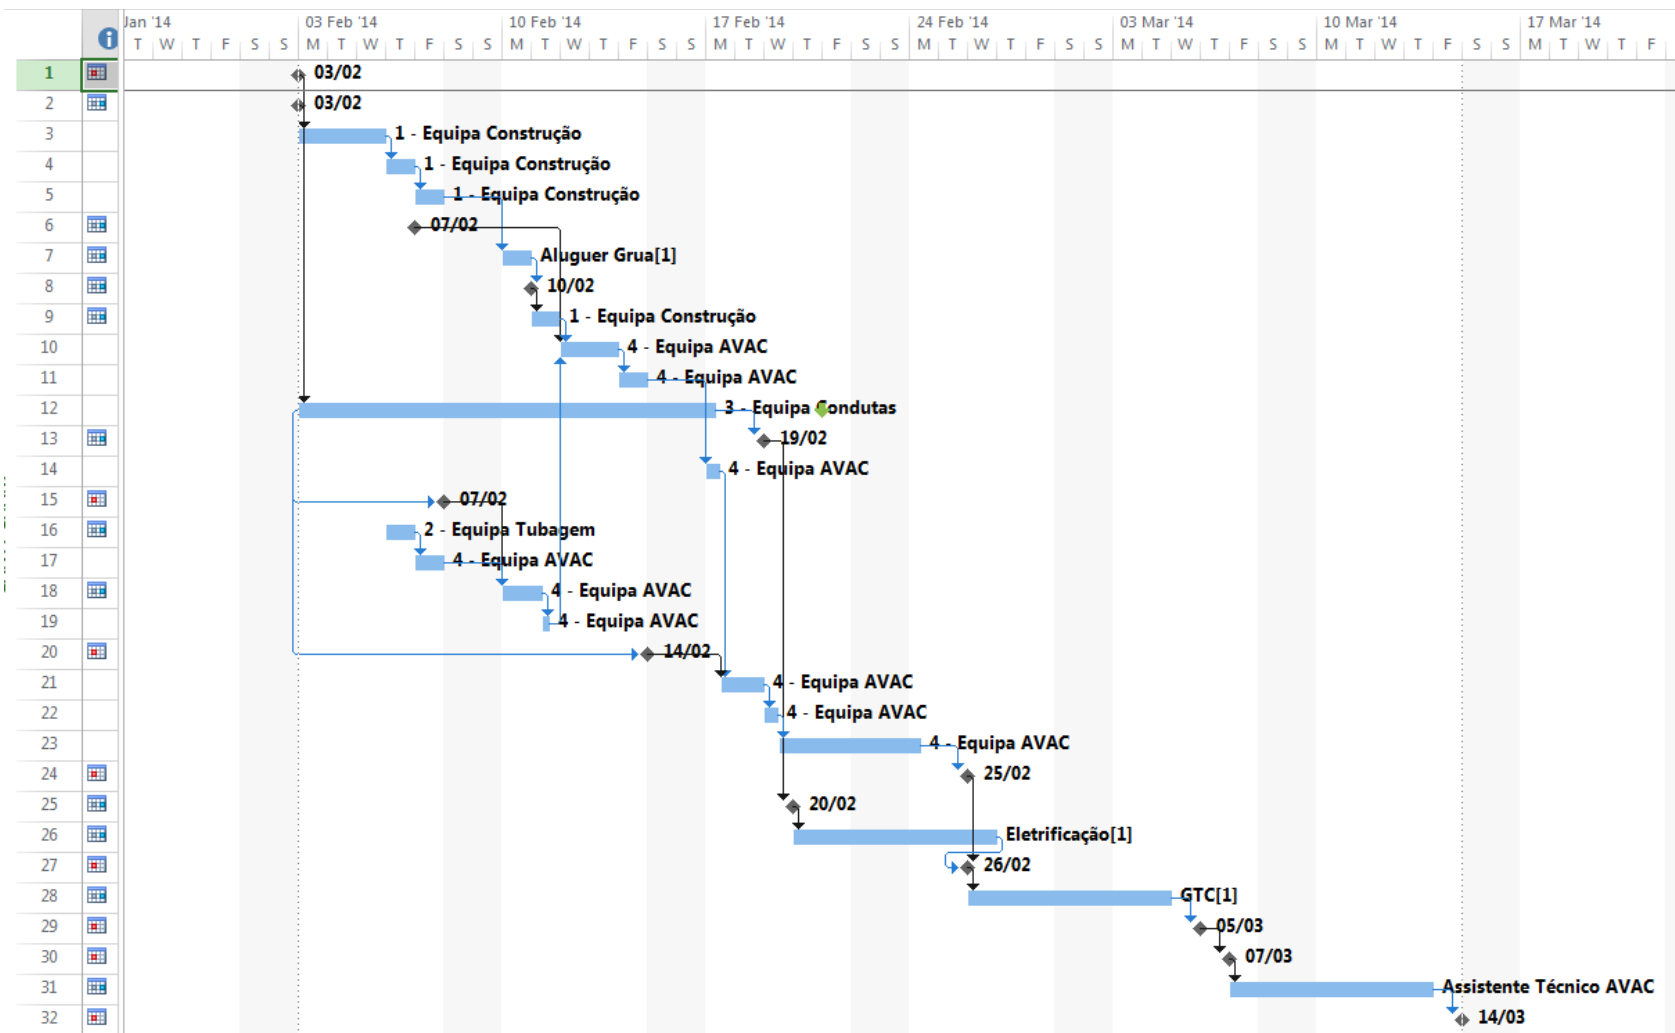 Jan '14 03 Feb '14 10 Feb '14 17 Feb '14 24 Feb '14 03 Mar '14 10 Mar '14 17 Mar '14
T W T F S S M T W T F S S M T W T F S S M T W T F S S M T W T F S S M T W T F S S M T W T F S S M T W T F
1 03/02
2 03/02
3 1 - Equipa Construção
4 1 - Equipa Construção
5 1 - Equipa Construção
6 07/02
7 Aluguer Grua[1]
8 10/02
9 1 - Equipa Construção
10 4 - Equipa AVAC
11 4 - Equipa AVAC
12 3 - Equipa Condutas
13 19/02
14 4 - Equipa AVAC
15 07/02
16 2 - Equipa Tubagem
17 4 - Equipa AVAC
18 4 - Equipa AVAC
19 4 - Equipa AVAC
20 14/02
21 4 - Equipa AVAC
22 4 - Equipa AVAC
23 4 - Equipa AVAC
24 25/02
25 20/02
26 Eletrificação[1]
27 26/02
28 GTC[1]
29 05/03
30 07/03
31 Assistente Técnico AVAC
32 14/03